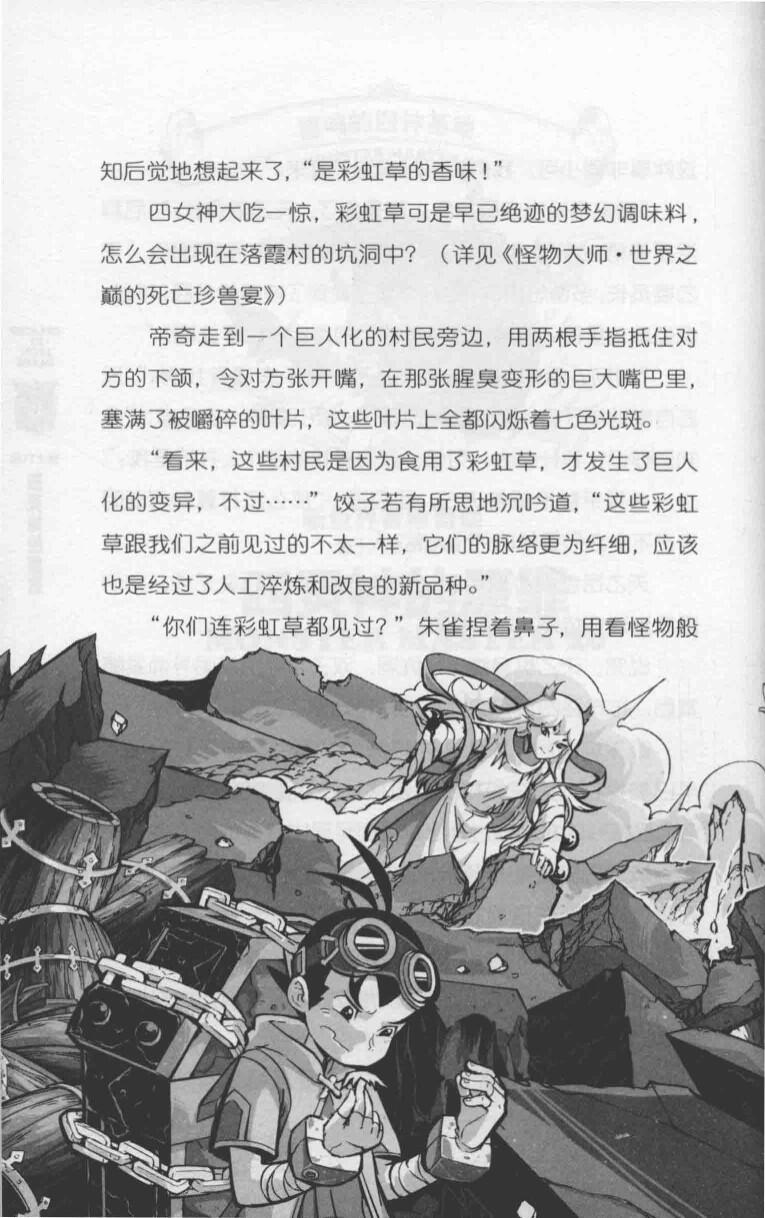 知后觉地想起来了，“是彩虹草的香味！”
四女神大吃一惊，彩虹草可是早已绝迹的梦幻调味料，
怎么会出现在落霞村的坑洞中？（详见《怪物大师·世界之
巅的死亡珍兽宴》）
帝奇走到一个巨人化的村民旁边，用两根手指抵住对
方的下颌，令对方张开嘴，在那张腥臭变形的巨大嘴巴里，
塞满了被嚼碎的叶片，这些叶片上全都闪烁着七色光斑。
“看来，这些村民是因为食用了彩虹草，才发生了巨人
化的变异，不过……”饺子若有所思地沉吟道，“这些彩虹
草跟我们之前见过的不太一样，它们的脉络更为纤细，应该
也是经过了人工淬炼和改良的新品种。”
“你们连彩虹草都见过？”朱雀捏着鼻子，用看怪物般